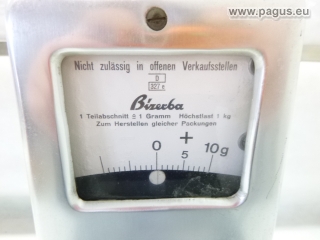 www.pagus.eu
Nicht zulässig in offenen Verkaufsstellen
D
Bizerba
1 Teilabschnitt ≙ 1 Gramm Höchstlast 1 kg
Zum Herstellen gleicher Packungen
0 + 10g
5